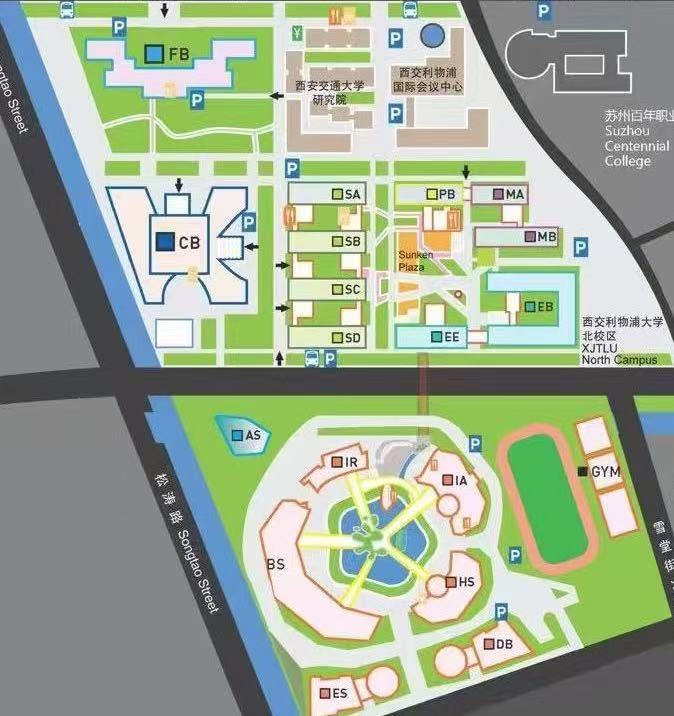 P
P
P
FB
P
¥
西安交通大学
研究院
西交利物浦
国际会议中心
P
苏州百年职业
Suzhou
Centennial
College
ngtao Street
P
SA
PB
MA
CB
P
SB
MB
P
Sunken
Plaza
SC
EB
SD
EE
西交利物浦大学
北校区
XJTLU
North Campus
P
AS
P
IR
IA
GYM
松涛路 Songtao Street
BS
雪堂街
P
HS
P
DB
ES